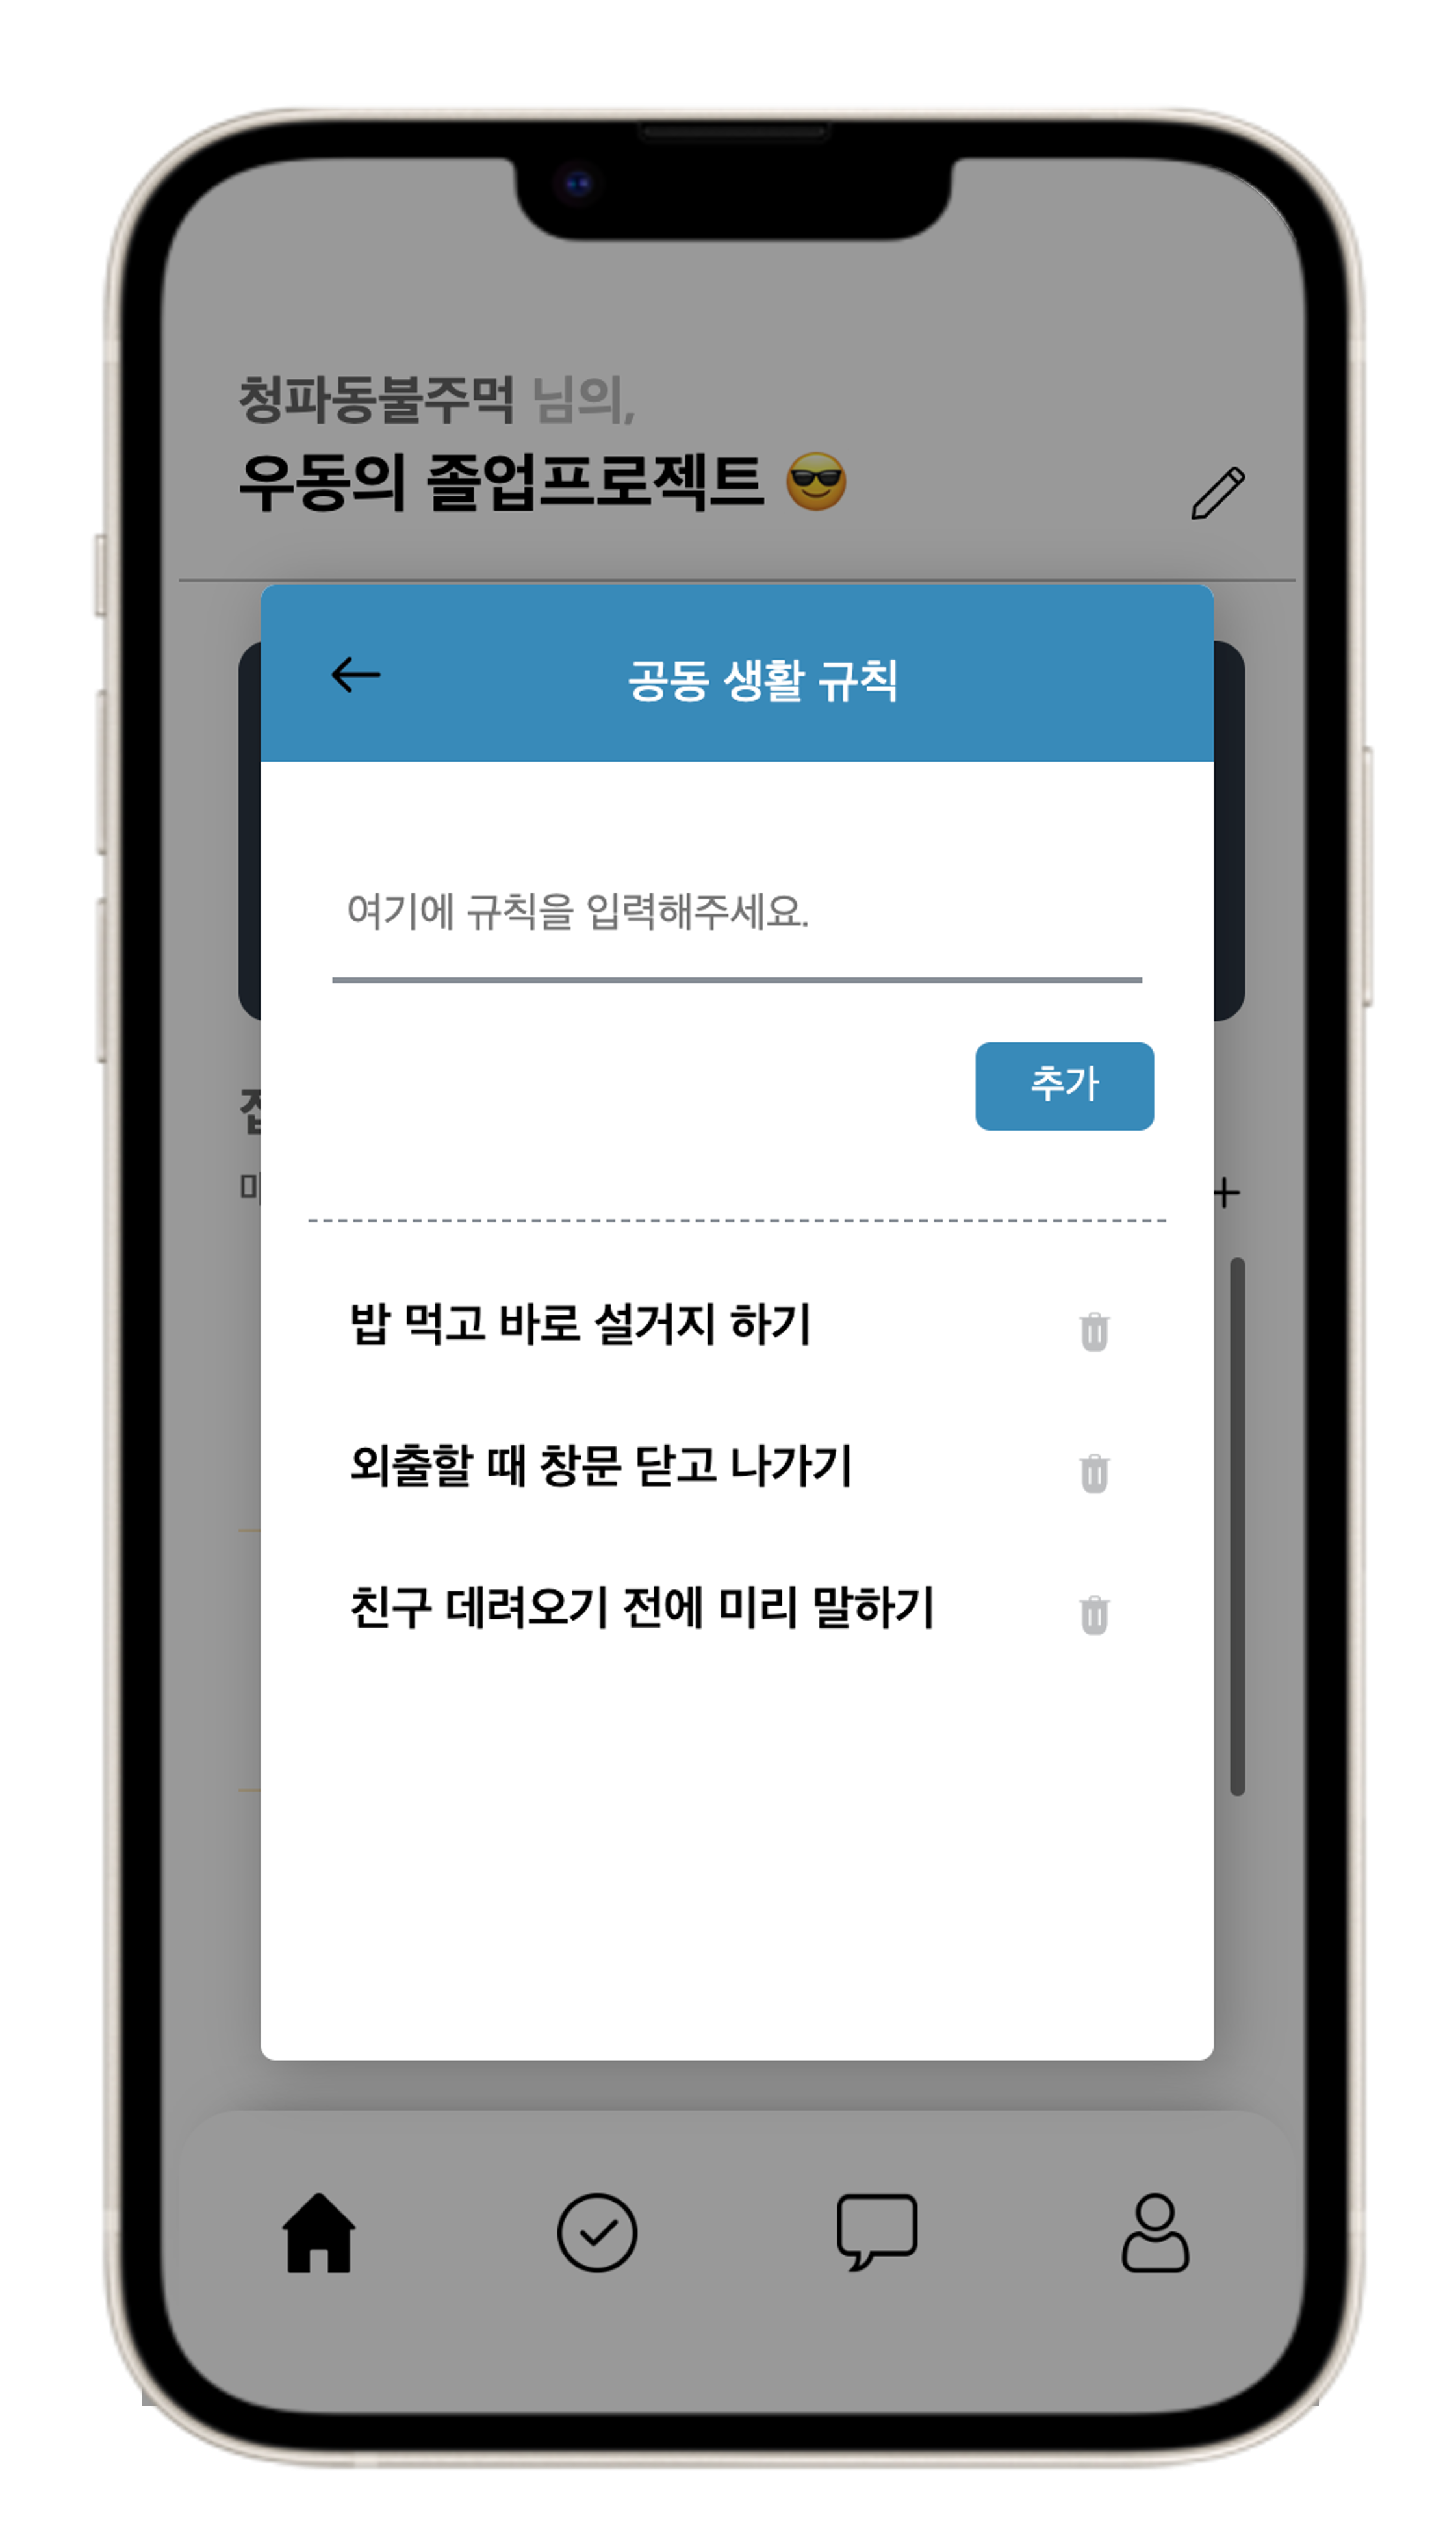 청파동불주먹 님의,
우동의 졸업프로젝트 😎
공동 생활 규칙
여기에 규칙을 입력해주세요.
추가
밥 먹고 바로 설거지 하기
외출할 때 창문 닫고 나가기
친구 데려오기 전에 미리 말하기